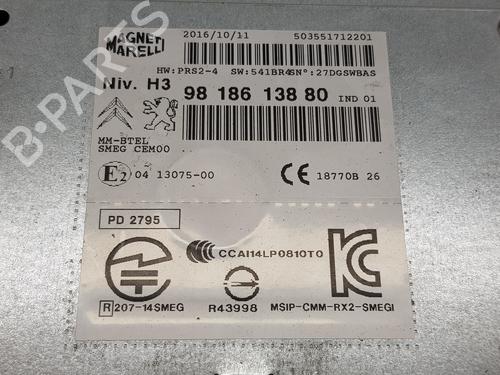 MAGNETI MARELLI
2016/10/11 503551712201
HW:PRS2-4 SW:541BR4SN°:27DGSWBAS
Niv. H3 98 186 138 80 IND 01
MM-BTEL
SMEG CEM00
E2 04 13075-00 CE 18770B 26
PD 2795
CCAI14LP0810T0
R 207-14SMEG R43998 MSIP-CMM-RX2-SMEGI
B-PARTS